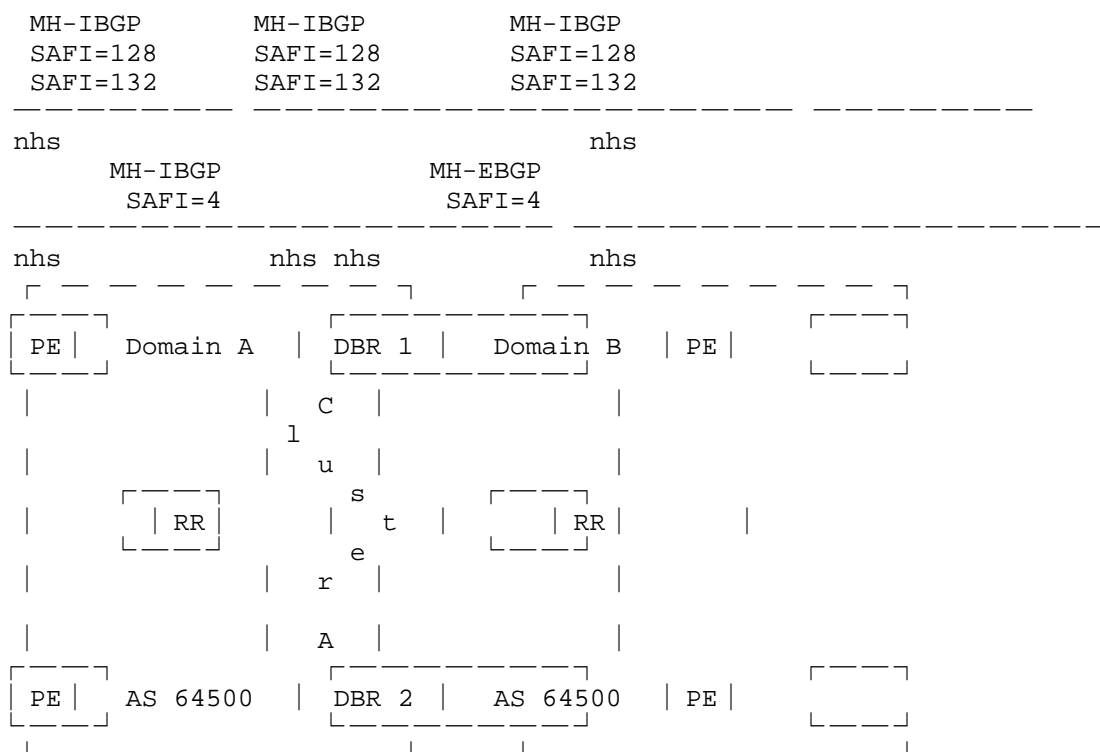 MH-IBGP MH-IBGP MH-IBGP
SAFI=128 SAFI=128 SAFI=128
SAFI=132 SAFI=132 SAFI=132
nhs nhs
MH-IBGP MH-EBGP
SAFI=4 SAFI=4
nhs nhs nhs nhs
PE Domain A DBR 1 Domain B PE
C
l
u
s
RR t RR
e
r
A
PE AS 64500 DBR 2 AS 64500 PE